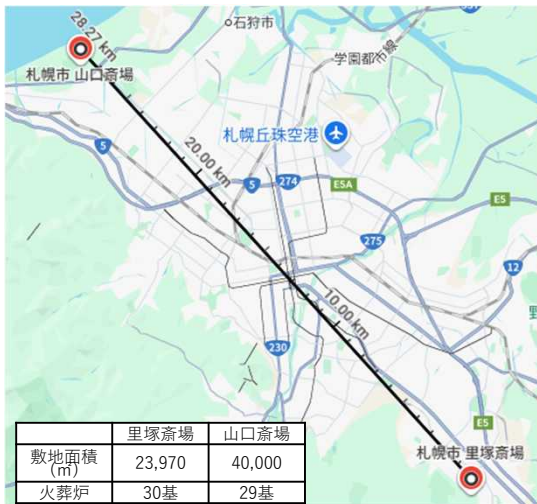 28.27 km
石狩市
札幌市 山口斎場
学園都市線
札幌丘珠空港
5
20.00 km
274
5
E5A
E5
275
12
野
10.00 km
230
E5
札幌市 里塚斎場
里塚斎場 山口斎場
敷地面積
(㎡) 23,970 40,000
火葬炉 30基 29基